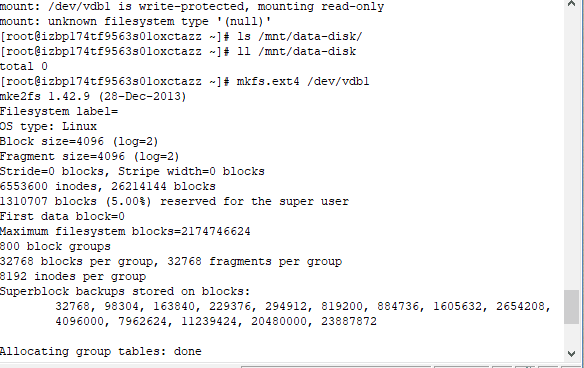 mount: /dev/vdb1 is write-protected, mounting read-only
mount: unknown filesystem type '(null)'
[root@izbp174tf9563s01oxctazz ~]# ls /mnt/data-disk/
[root@izbp174tf9563s01oxctazz ~]# ll /mnt/data-disk
total 0
[root@izbp174tf9563s01oxctazz ~]# mkfs.ext4 /dev/vdb1
mke2fs 1.42.9 (28-Dec-2013)
Filesystem label=
OS type: Linux
Block size=4096 (log=2)
Fragment size=4096 (log=2)
Stride=0 blocks, Stripe width=0 blocks
6553600 inodes, 26214144 blocks
1310707 blocks (5.00%) reserved for the super user
First data block=0
Maximum filesystem blocks=2174746624
800 block groups
32768 blocks per group, 32768 fragments per group
8192 inodes per group
Superblock backups stored on blocks:
32768, 98304, 163840, 229376, 294912, 819200, 884736, 1605632, 2654208,
4096000, 7962624, 11239424, 20480000, 23887872
Allocating group tables: done